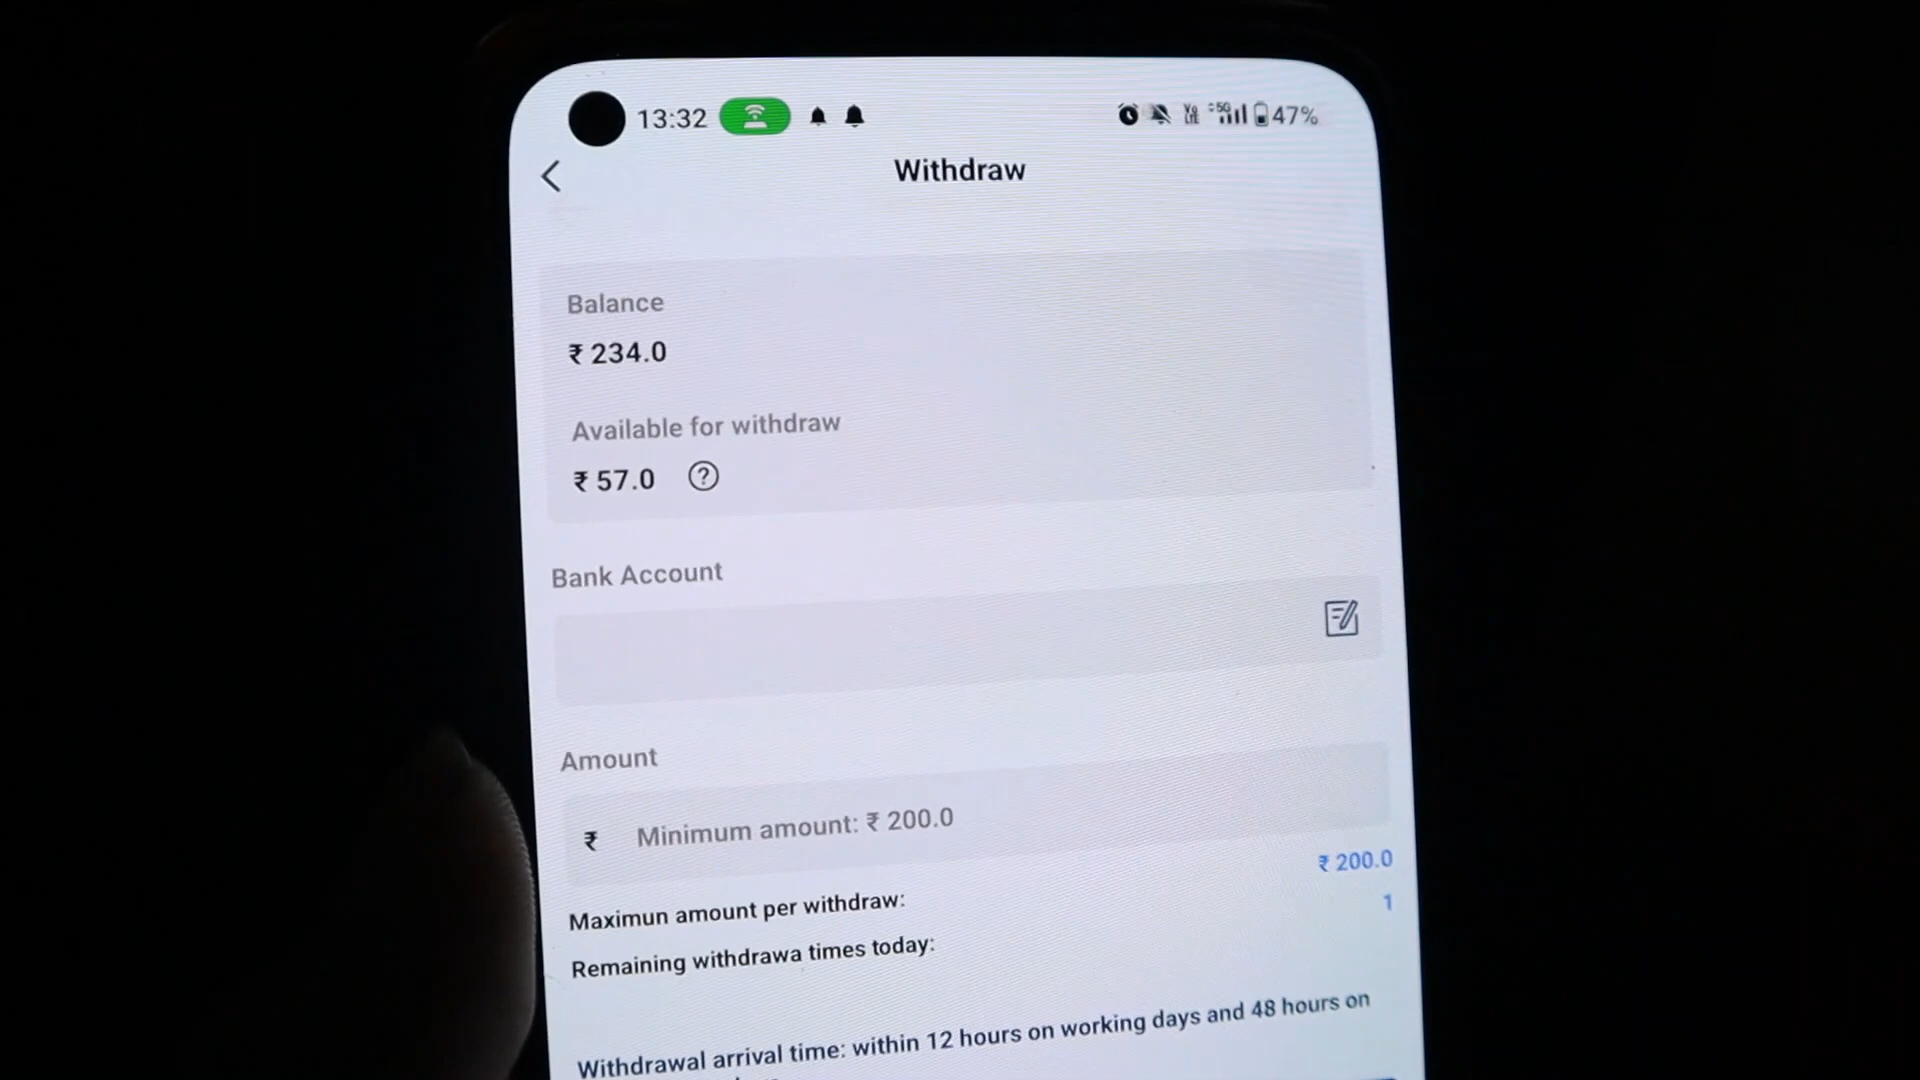 13:32
5G
47%
Withdraw
Balance
₹ 234.0
Available for withdraw
₹ 57.0
Bank Account
Amount
₹ Minimum amount: ₹ 200.0
Maximun amount per withdraw: ₹ 200.0
Remaining withdrawa times today: 1
Withdrawal arrival time: within 12 hours on working days and 48 hours on